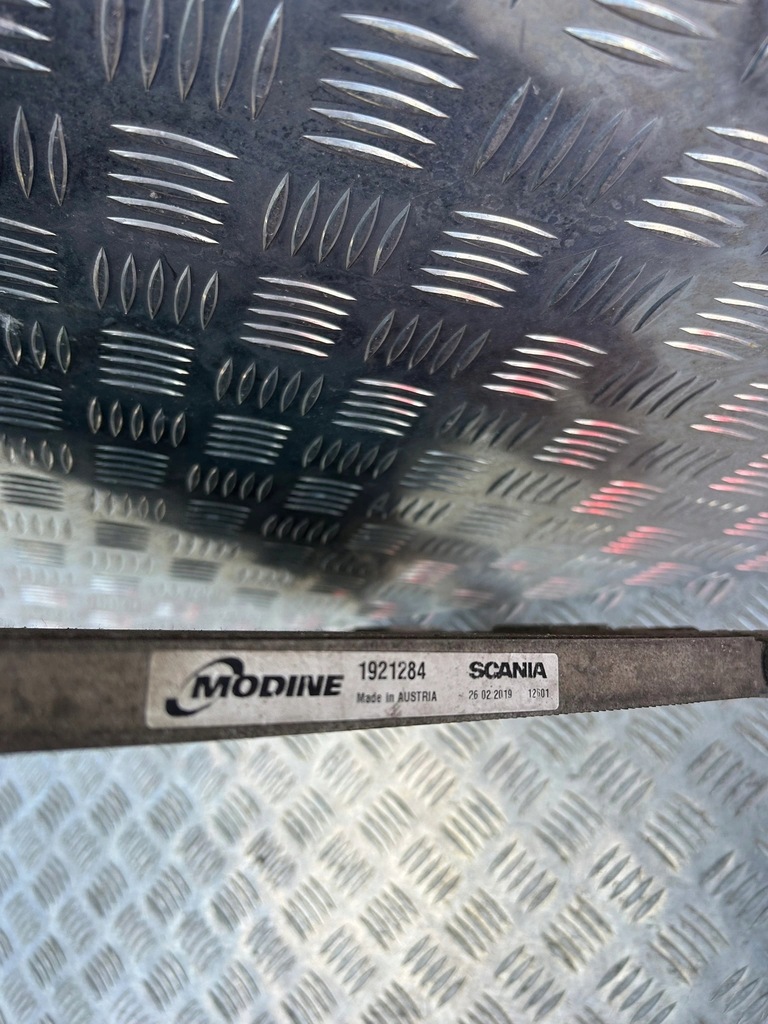 MODINE 1921284 SCANIA
Made in AUSTRIA 26 02 2019 12601